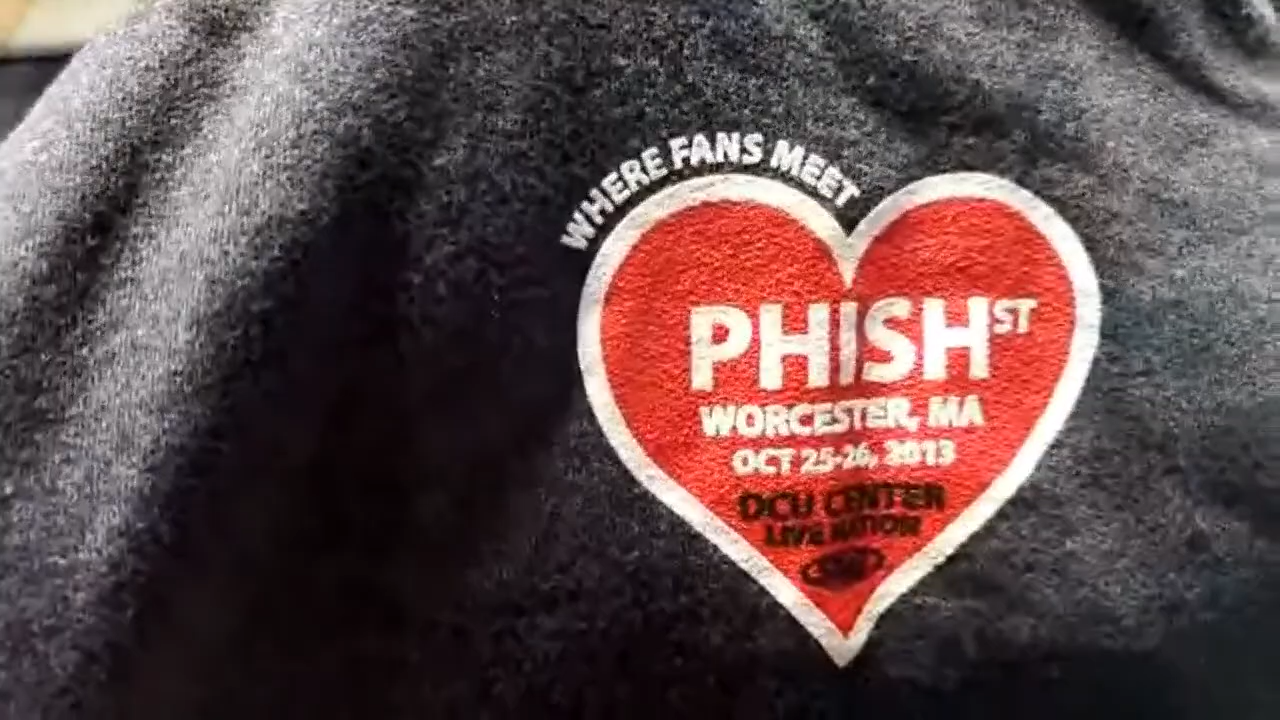 WHERE FANS MEET
PHISH ST
WORCESTER, MA
OCT 25-26, 2013
DCU CENTER
LIVE NATION